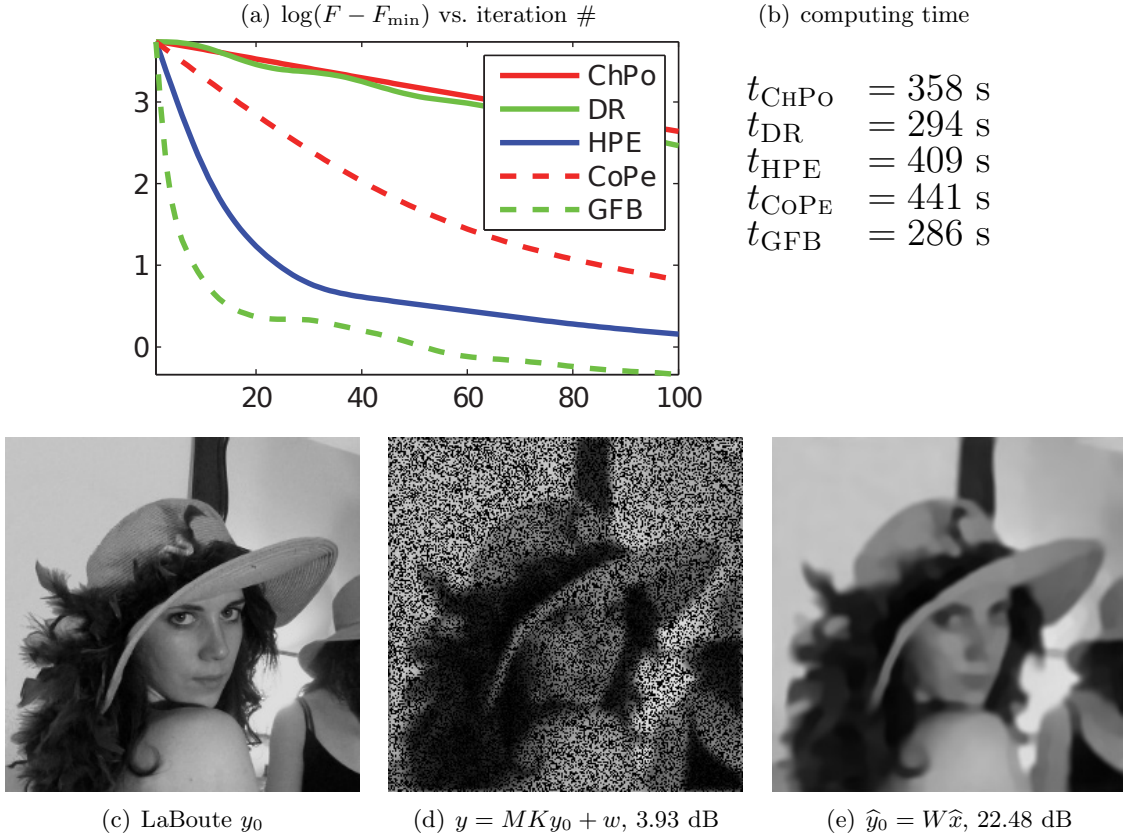 (a) log(F − F_min) vs. iteration #
(b) computing time
3
2
1
0
20 40 60 80 100
ChPo
DR
HPE
CoPe
GFB
t_ChPo = 358 s
t_DR = 294 s
t_HPE = 409 s
t_CoPe = 441 s
t_GFB = 286 s
(c) LaBoute y_0
(d) y = MKy_0 + w, 3.93 dB
(e) ŷ_0 = Wx̂, 22.48 dB